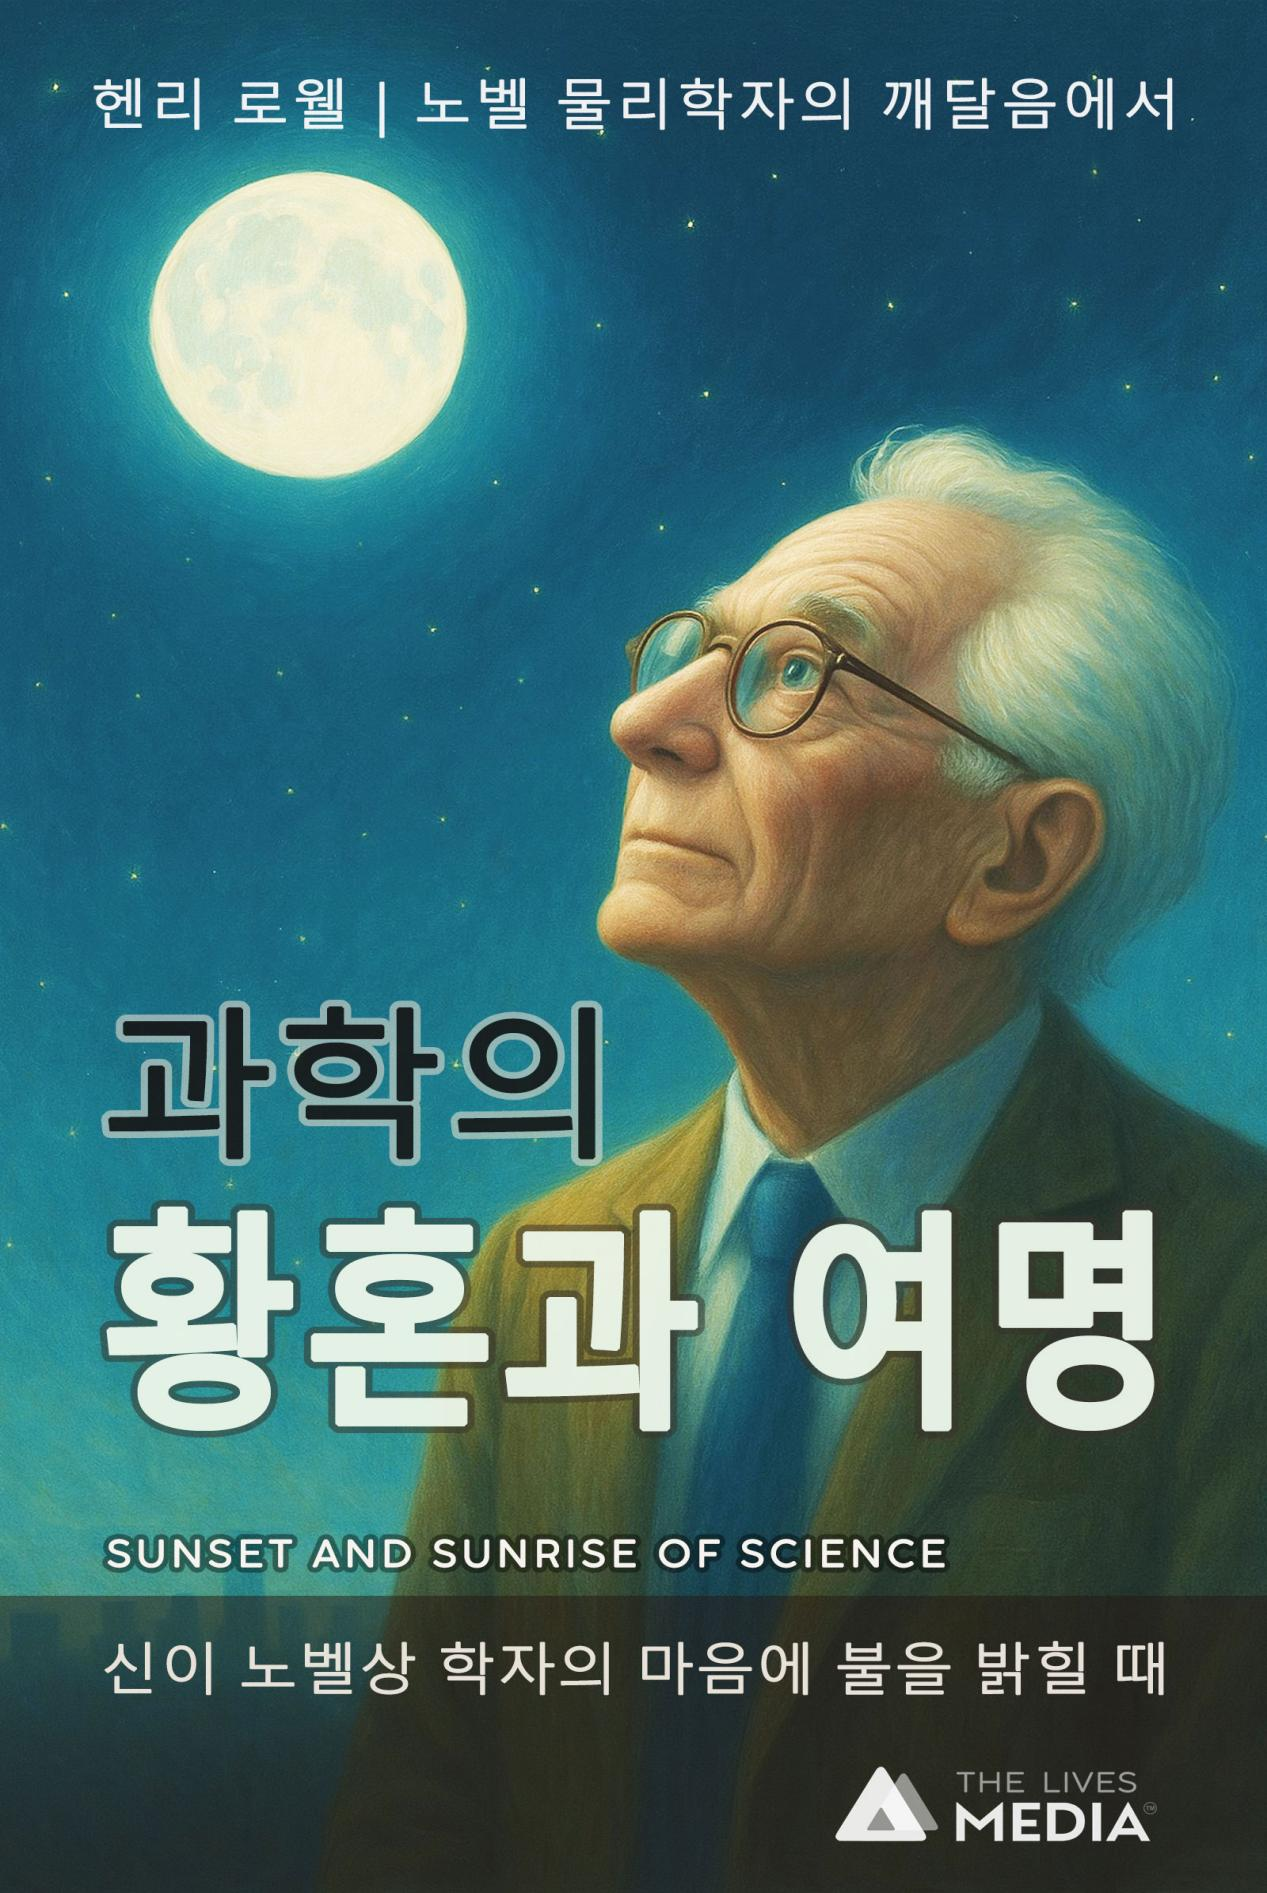 헨리 로웰 | 노벨 물리학자의 깨달음에서
과학의
황혼과 여명
SUNSET AND SUNRISE OF SCIENCE
신이 노벨상 학자의 마음에 불을 밝힐 때
THE LIVES
MEDIA™